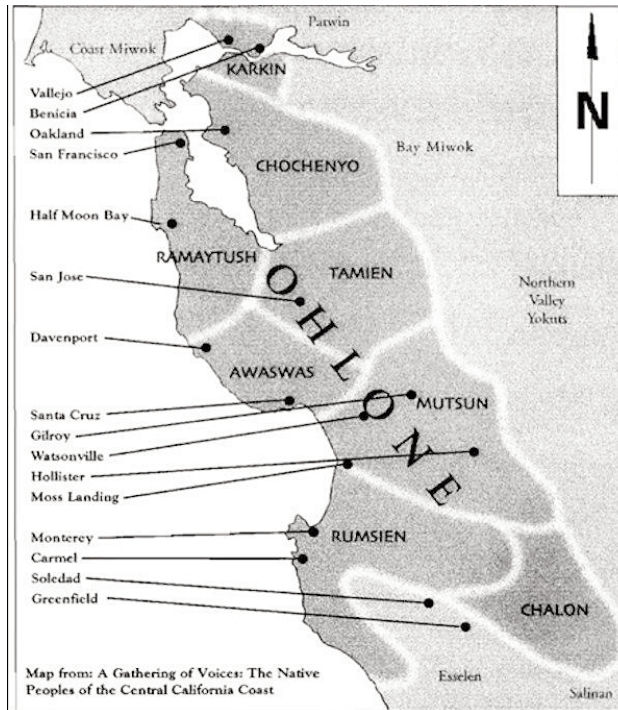 Patwin
Coast Miwok
KARKIN
Vallejo
Benicia
Oakland
San Francisco
N
Bay Miwok
CHOCHENYO
Half Moon Bay
RAMAYTUSH
TAMIEN
San Jose
Northern
Valley
Yokuts
OHLONE
Davenport
AWASWAS
MUTSUN
Santa Cruz
Gilroy
Watsonville
Hollister
Moss Landing
Monterey
RUMSIEN
Carmel
Soledad
Greenfield
CHALON
Esselen
Salinan
Map from: A Gathering of Voices: The Native
Peoples of the Central California Coast